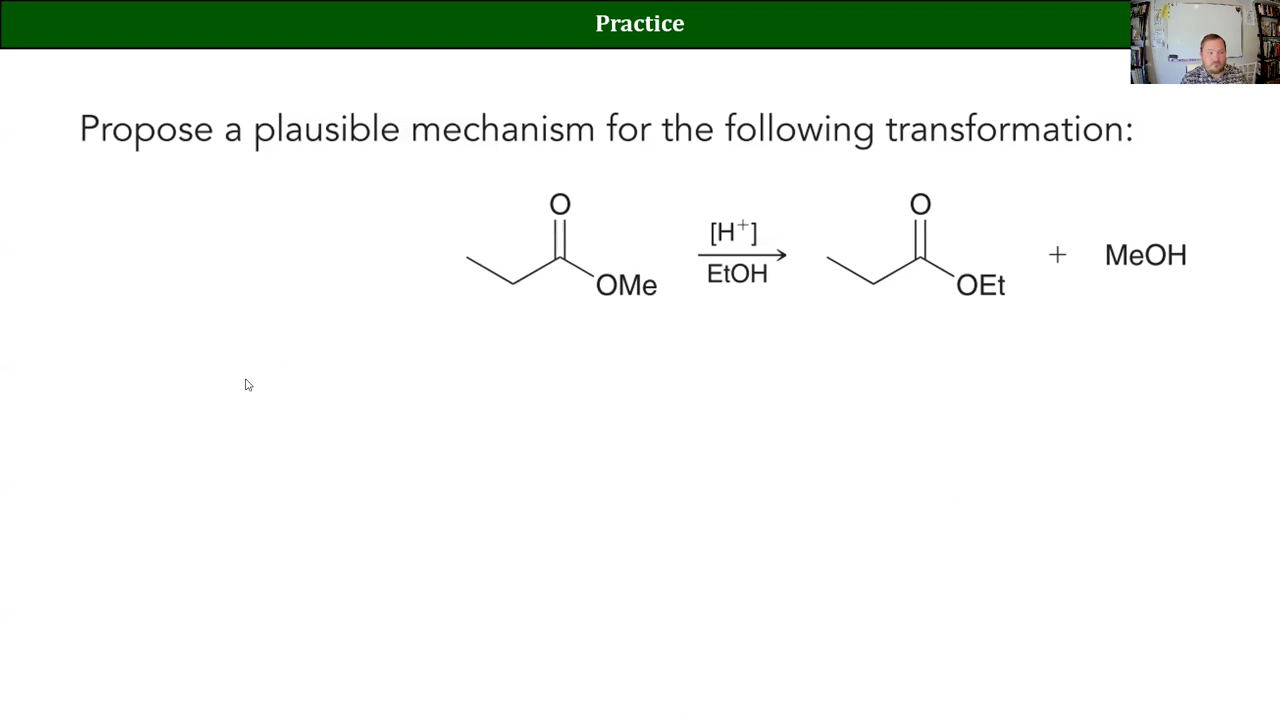 Practice
Propose a plausible mechanism for the following transformation:
O
OMe
[H+]
EtOH
O
OEt
+
MeOH